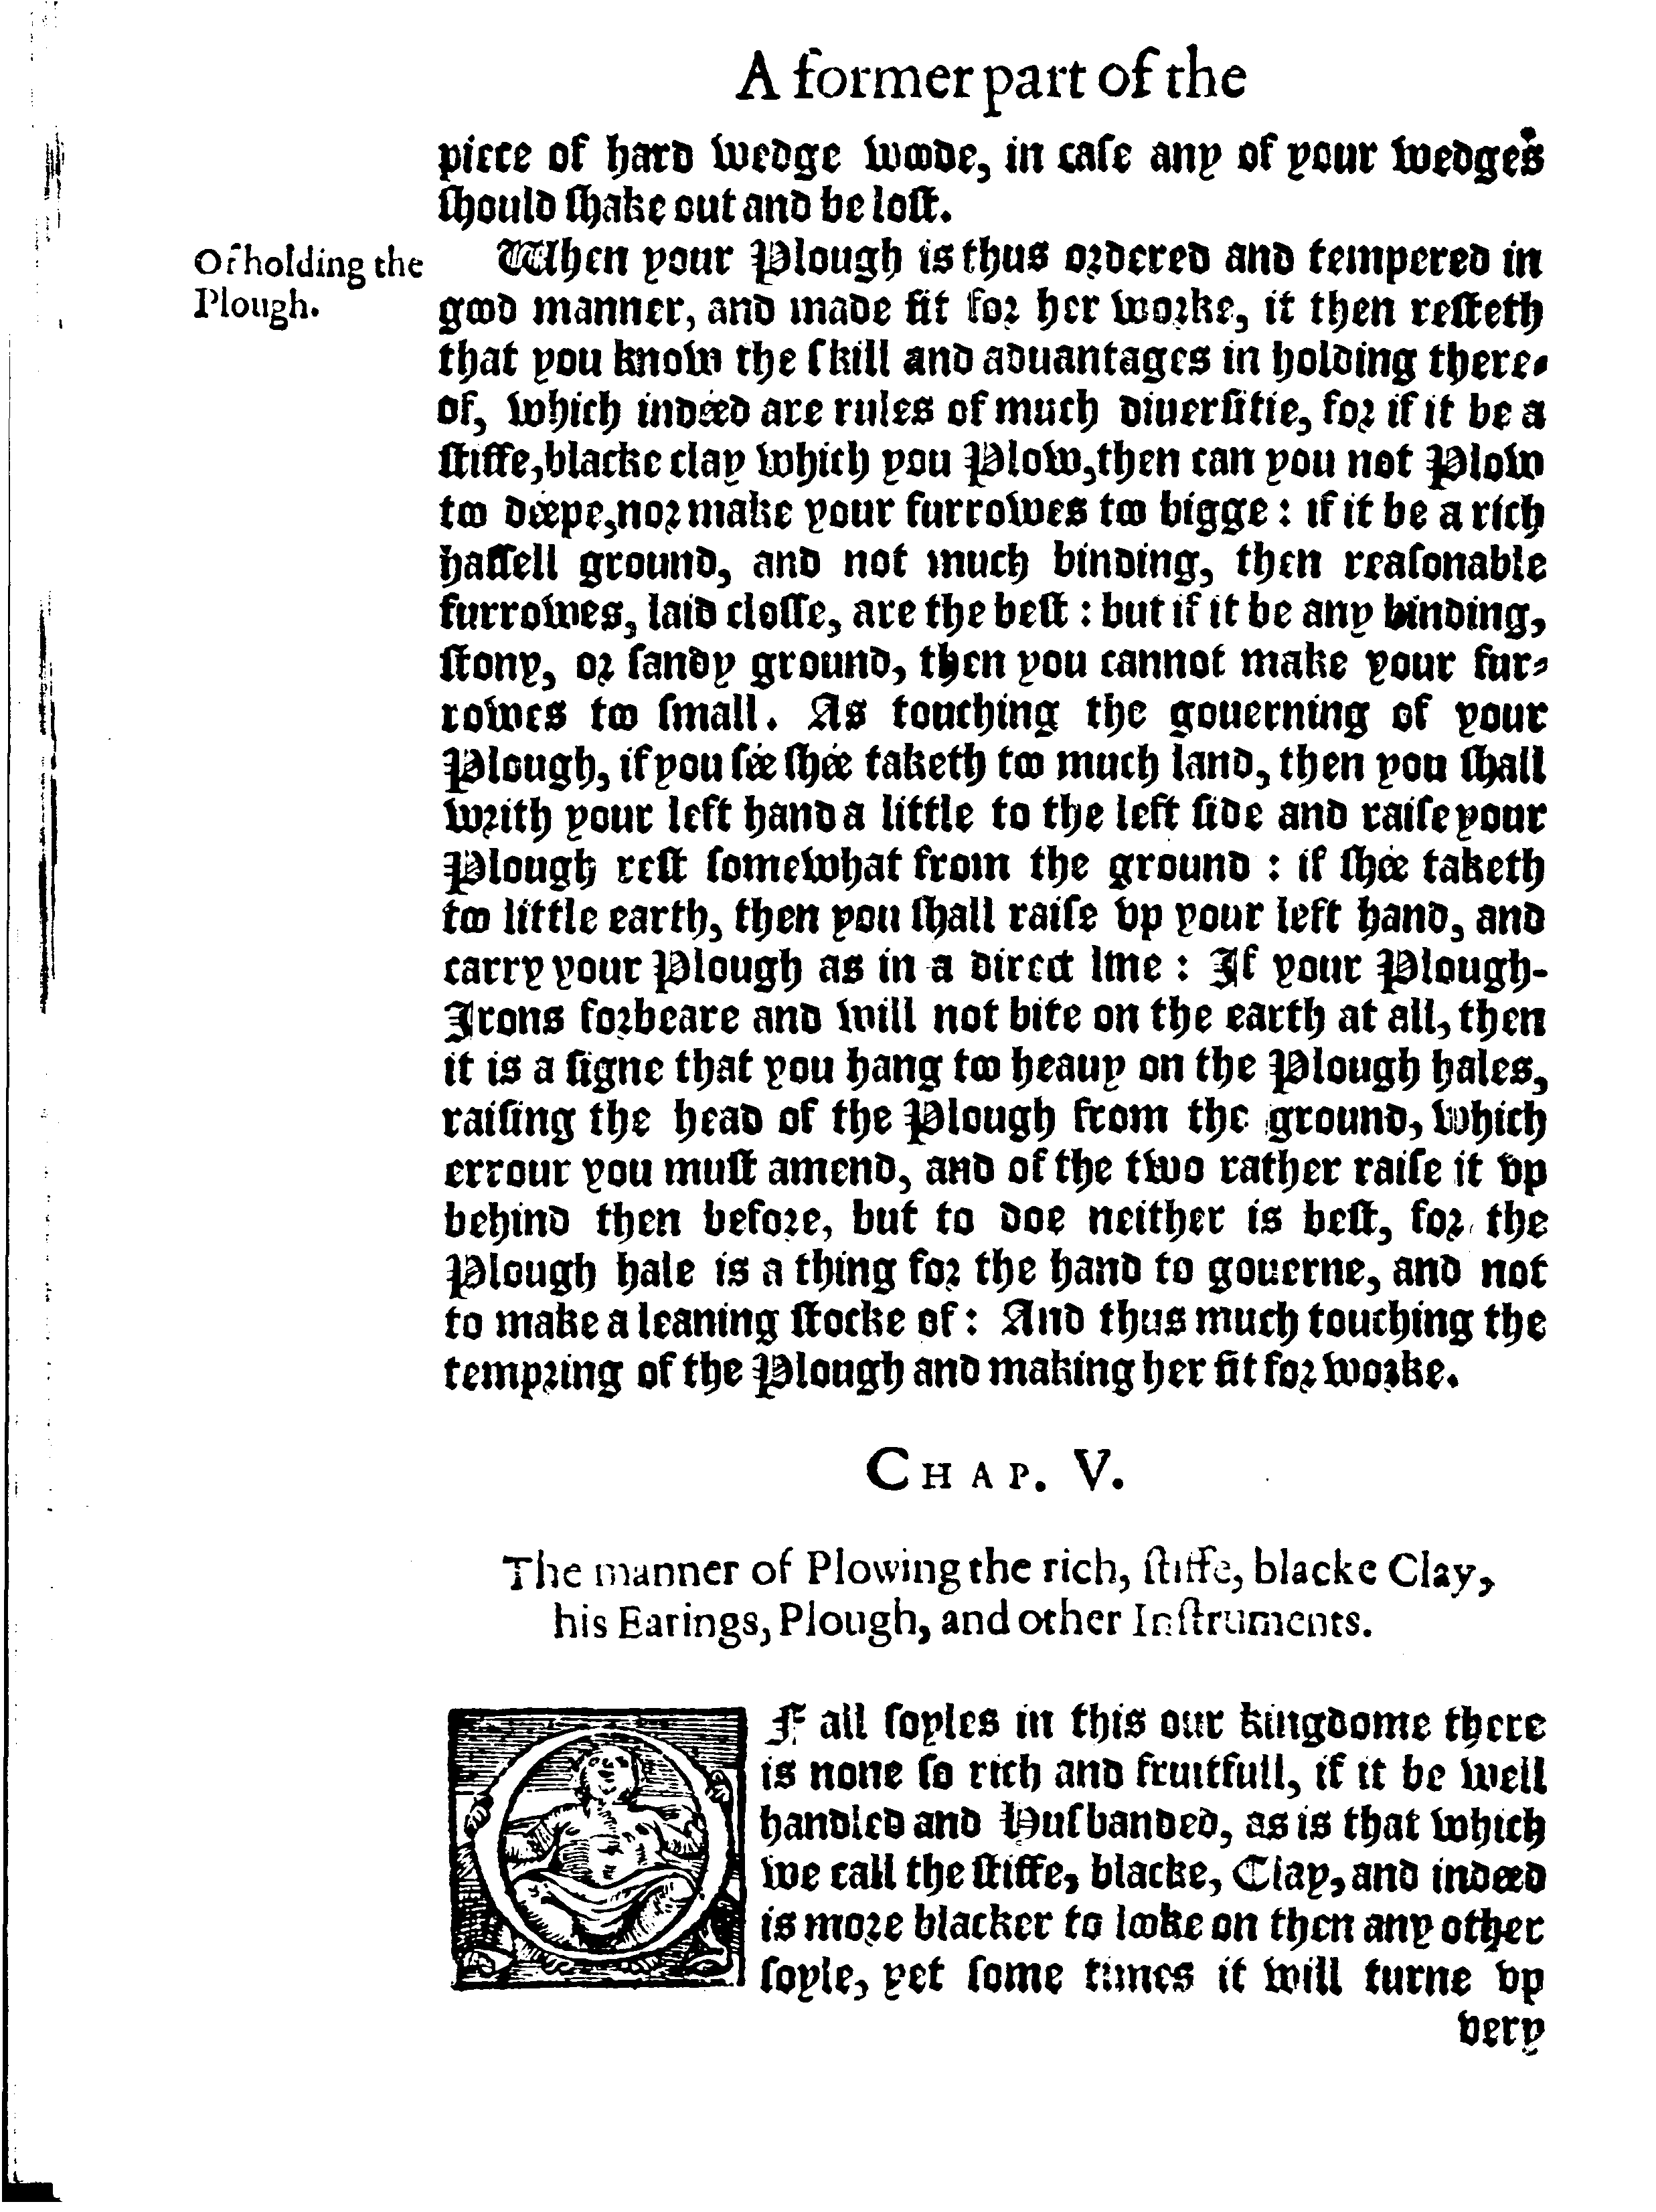 A former part of the
piece of hard wedge woode, in caſe any of your wedges
ſhould ſhake out and be loſt.
Of holding the
Plough.
When your Plough is thus ordered and tempered in
good manner, and made fit for her worke, it then reſteth
that you know the ſkill and aduantages in holding there-
of, which indéed are rules of much diuerſitie, for if it be a
ſtiffe, blacke clay which you Plow, then can you not Plow
too déepe, nor make your furrowes too bigge: if it be a rich
haſſell ground, and not much binding, then reaſonable
furrowes, laid cloſſe, are the beſt: but if it be any binding,
ſtony, or ſandy ground, then you cannot make your fur-
rowes too ſmall. As touching the gouerning of your
Plough, if you ſée ſhée taketh too much land, then you ſhall
writh your left hand a little to the left ſide and raiſe your
Plough reſt ſomewhat from the ground: if ſhée taketh
too little earth, then you ſhall raiſe vp your left hand, and
carry your Plough as in a direct line: If your Plough-
Irons forbeare and will not bite on the earth at all, then
it is a ſigne that you hang too heauy on the Plough hales,
raiſing the head of the Plough from the ground, which
errour you muſt amend, and of the two rather raiſe it vp
behind then before, but to doe neither is beſt, for the
Plough hale is a thing for the hand to gouerne, and not
to make a leaning ſtocke of: And thus much touching the
tempring of the Plough and making her fit for worke.
CHAP. V.
The manner of Plowing the rich, ſtiffe, blacke Clay,
his Earings, Plough, and other Inſtruments.
OF all ſoyles in this our kingdome there
is none ſo rich and fruitfull, if it be well
handled and Huſbanded, as is that which
we call the ſtiffe, blacke, Clay, and indéed
is more blacker to looke on then any other
ſoyle, yet ſome times it will turne vp
very